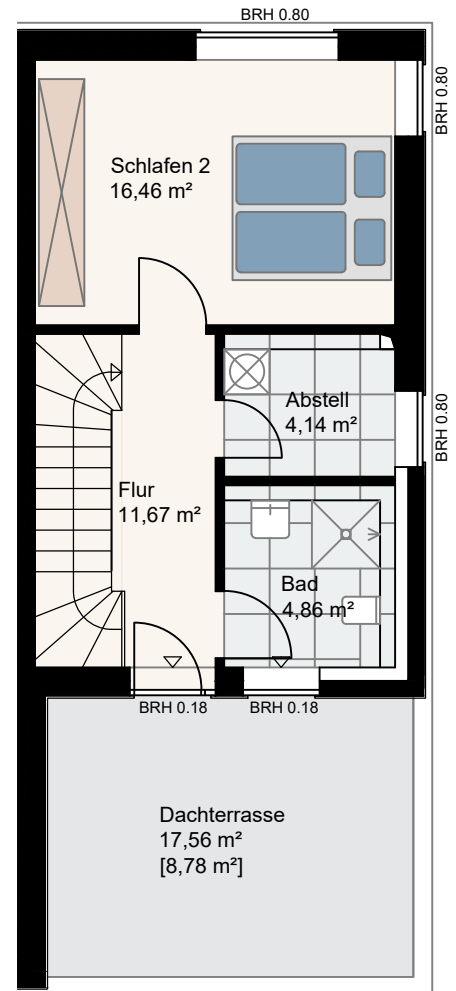 BRH 0.80
BRH 0.80
Schlafen 2
16,46 m²
Abstell
4,14 m²
BRH 0.80
Flur
11,67 m²
Bad
4,86 m²
BRH 0.18
BRH 0.18
Dachterrasse
17,56 m²
[8,78 m²]